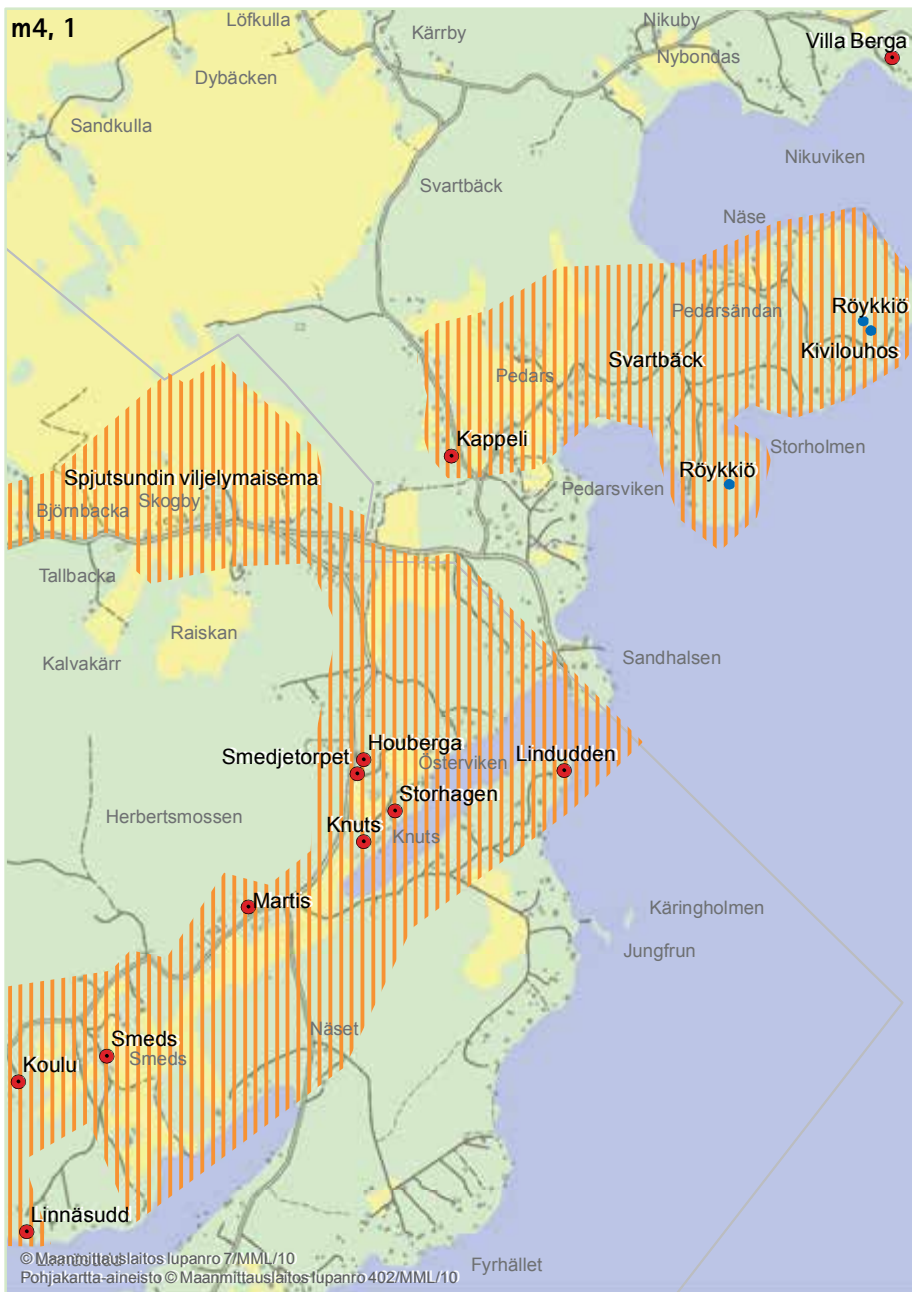 m4, 1
Löfkulla
Kärrby
Nikuby
Villa Berga
Nybondas
Dybäcken
Sandkulla
Nikuviken
Svartbäck
Näse
Röykkiö
Pedarsändan
Kivilouhos
Svartbäck
Pedars
Kappeli
Storholmen
Röykkiö
Spjutsundin viljelymaisema
Pedarsviken
Skogby
Björnbacka
Tallbacka
Raiskan
Kalvakärr
Sandhalsen
Houberga
Smedjetorpet
Österviken
Lindudden
Storhagen
Herbertsmossen
Knuts
Knuts
Martis
Käringholmen
Jungfrun
Näset
Smeds
Smeds
Koulu
Linnäsudd
© Maanmittauslaitos lupanro 7/MML/10
Fyrhället
Pohjakartta-aineisto © Maanmittauslaitos lupanro 402/MML/10